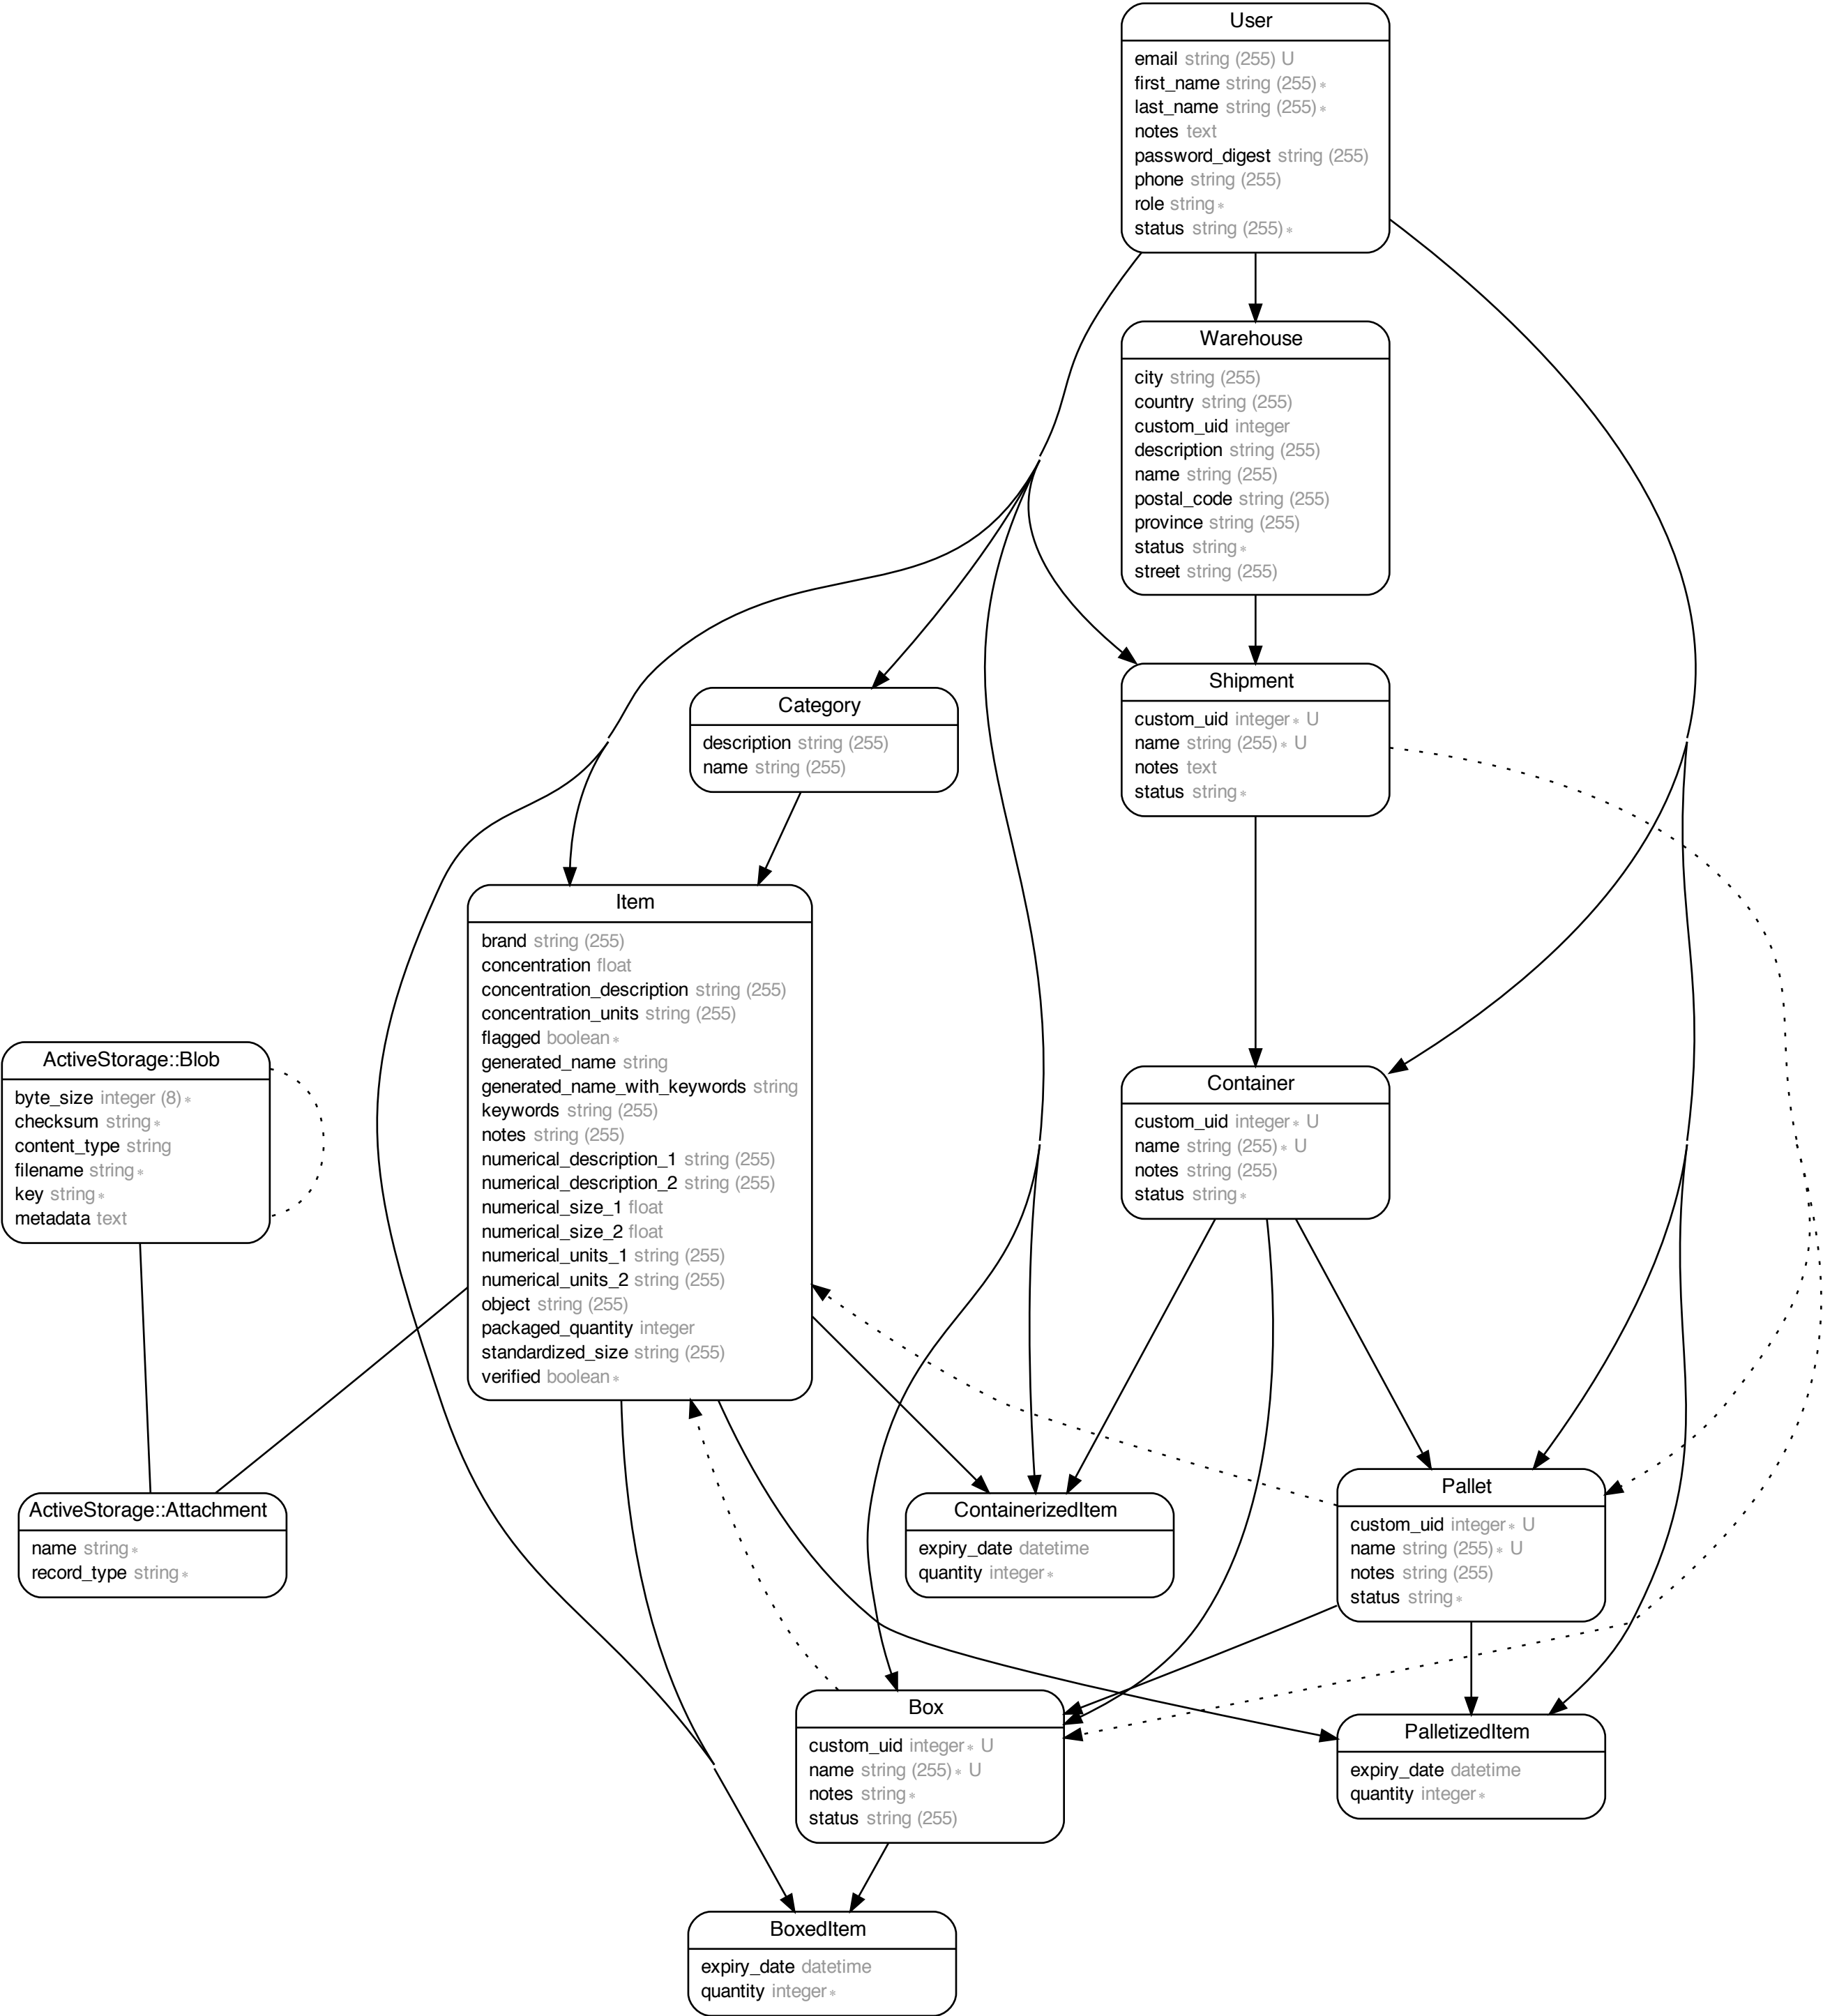 User
email string (255) U
first_name string (255) ∗
last_name string (255) ∗
notes text
password_digest string (255)
phone string (255)
role string ∗
status string (255) ∗
Warehouse
city string (255)
country string (255)
custom_uid integer
description string (255)
name string (255)
postal_code string (255)
province string (255)
status string ∗
street string (255)
Shipment
custom_uid integer ∗ U
name string (255) ∗ U
notes text
status string ∗
Category
description string (255)
name string (255)
Item
brand string (255)
concentration float
concentration_description string (255)
concentration_units string (255)
flagged boolean ∗
generated_name string
generated_name_with_keywords string
keywords string (255)
notes string (255)
numerical_description_1 string (255)
numerical_description_2 string (255)
numerical_size_1 float
numerical_size_2 float
numerical_units_1 string (255)
numerical_units_2 string (255)
object string (255)
packaged_quantity integer
standardized_size string (255)
verified boolean ∗
ActiveStorage::Blob
byte_size integer (8) ∗
checksum string ∗
content_type string
filename string ∗
key string ∗
metadata text
Container
custom_uid integer ∗ U
name string (255) ∗ U
notes string (255)
status string ∗
ActiveStorage::Attachment
name string ∗
record_type string ∗
ContainerizedItem
expiry_date datetime
quantity integer ∗
Pallet
custom_uid integer ∗ U
name string (255) ∗ U
notes string (255)
status string ∗
Box
custom_uid integer ∗ U
name string (255) ∗ U
notes string ∗
status string (255)
PalletizedItem
expiry_date datetime
quantity integer ∗
BoxedItem
expiry_date datetime
quantity integer ∗